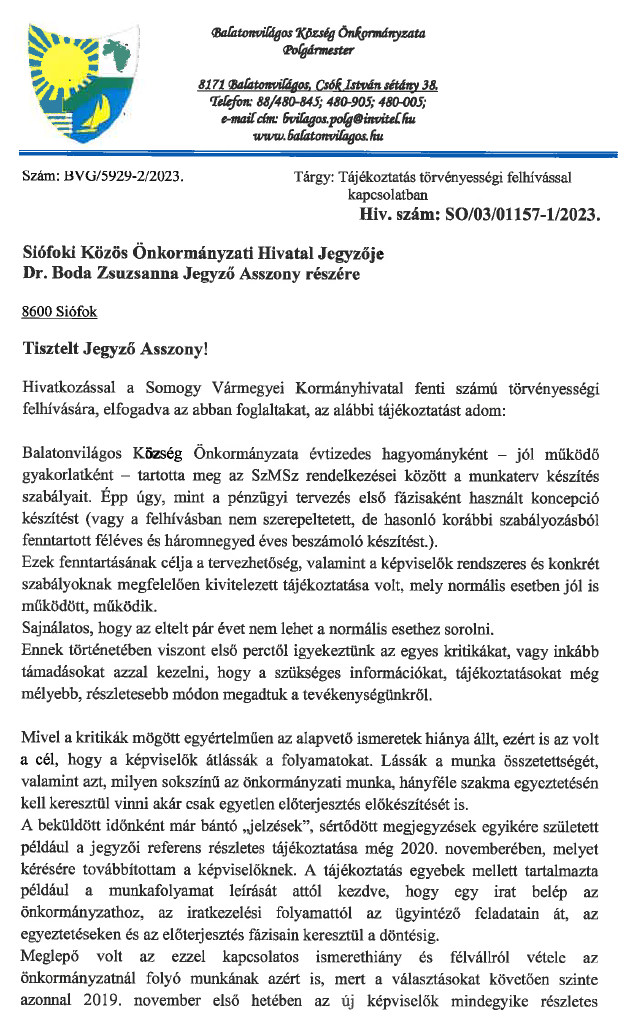 Balatonvilágos Község Önkormányzata
Polgármester
8171 Balatonvilágos, Csók István sétány 38.
Telefon: 88/480-845; 480-905; 480-005;
e-mail cím: bvilagos.polg@invitel.hu
www.balatonvilagos.hu
Szám: BVG/5929-2/2023.
Tárgy: Tájékoztatás törvényességi felhívással
kapcsolatban
Hiv. szám: SO/03/01157-1/2023.
Siófoki Közös Önkormányzati Hivatal Jegyzője
Dr. Boda Zsuzsanna Jegyző Asszony részére
8600 Siófok
Tisztelt Jegyző Asszony!
Hivatkozással a Somogy Vármegyei Kormányhivatal fenti számú törvényességi
felhívására, elfogadva az abban foglaltakat, az alábbi tájékoztatást adom:
Balatonvilágos Község Önkormányzata évtizedes hagyományként – jól működő
gyakorlatként – tartotta meg az SzMSz rendelkezései között a munkaterv készítés
szabályait. Épp úgy, mint a pénzügyi tervezés első fázisaként használt koncepció
készítést (vagy a felhívásban nem szerepeltetett, de hasonló korábbi szabályozásból
fenntartott féléves és háromnegyed éves beszámoló készítést.).
Ezek fenntartásának célja a tervezhetőség, valamint a képviselők rendszeres és konkrét
szabályoknak megfelelően kivitelezett tájékoztatása volt, mely normális esetben jól is
működött, működik.
Sajnálatos, hogy az eltelt pár évet nem lehet a normális esethez sorolni.
Ennek történetében viszont első perctől igyekeztünk az egyes kritikákat, vagy inkább
támadásokat azzal kezelni, hogy a szükséges információkat, tájékoztatásokat még
mélyebb, részletesebb módon megadtuk a tevékenységünkről.
Mivel a kritikák mögött egyértelműen az alapvető ismeretek hiánya állt, ezért is az volt
a cél, hogy a képviselők átlássák a folyamatokat. Lássák a munka összetettségét,
valamint azt, milyen sokszínű az önkormányzati munka, hányféle szakma egyeztetésén
kell keresztül vinni akár csak egyetlen előterjesztés előkészítését is.
A beküldött időnként már bántó „jelzések”, sértődött megjegyzések egyikére született
például a jegyzői referens részletes tájékoztatása még 2020. novemberében, melyet
kérésére továbbítottam a képviselőknek. A tájékoztatás egyebek mellett tartalmazta
például a munkafolyamat leírását attól kezdve, hogy egy irat belép az
önkormányzathoz, az iratkezelési folyamattól az ügyintéző feladatain át, az
egyeztetéseken és az előterjesztés fázisain keresztül a döntésig.
Meglepő volt az ezzel kapcsolatos ismerethiány és félvállról vétele az
önkormányzatnál folyó munkának azért is, mert a választásokat követően szinte
azonnal 2019. november első hetében az új képviselők mindegyike részletes